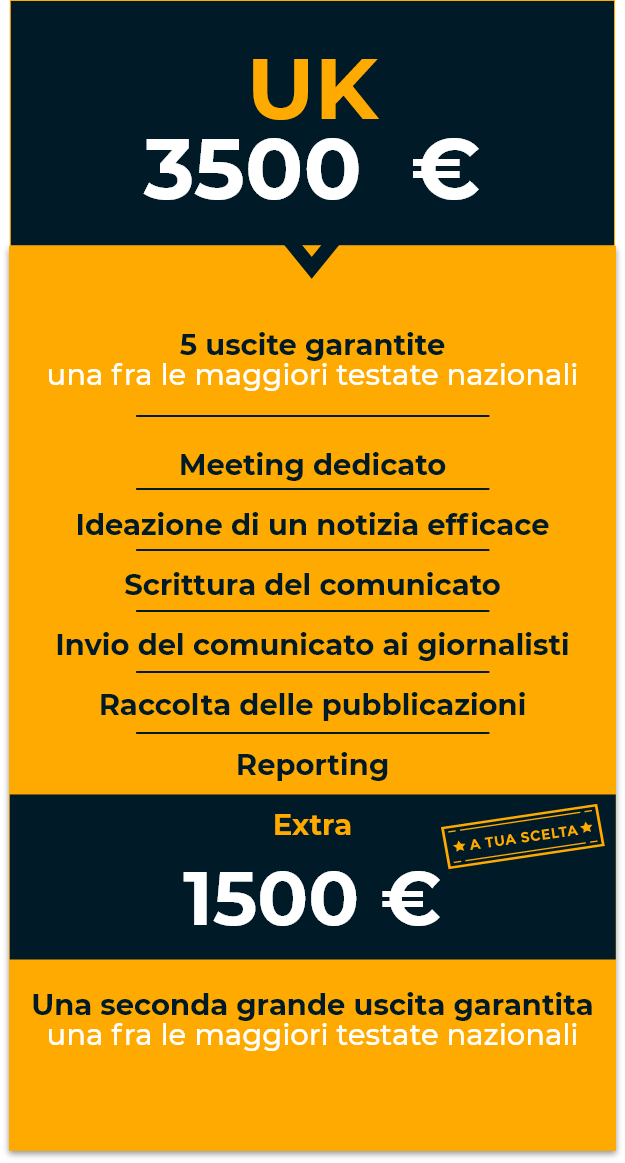 UK
3500 €
5 uscite garantite
una fra le maggiori testate nazionali
Meeting dedicato
Ideazione di un notizia efficace
Scrittura del comunicato
Invio del comunicato ai giornalisti
Raccolta delle pubblicazioni
Reporting
Extra
A TUA SCELTA
1500 €
Una seconda grande uscita garantita
una fra le maggiori testate nazionali